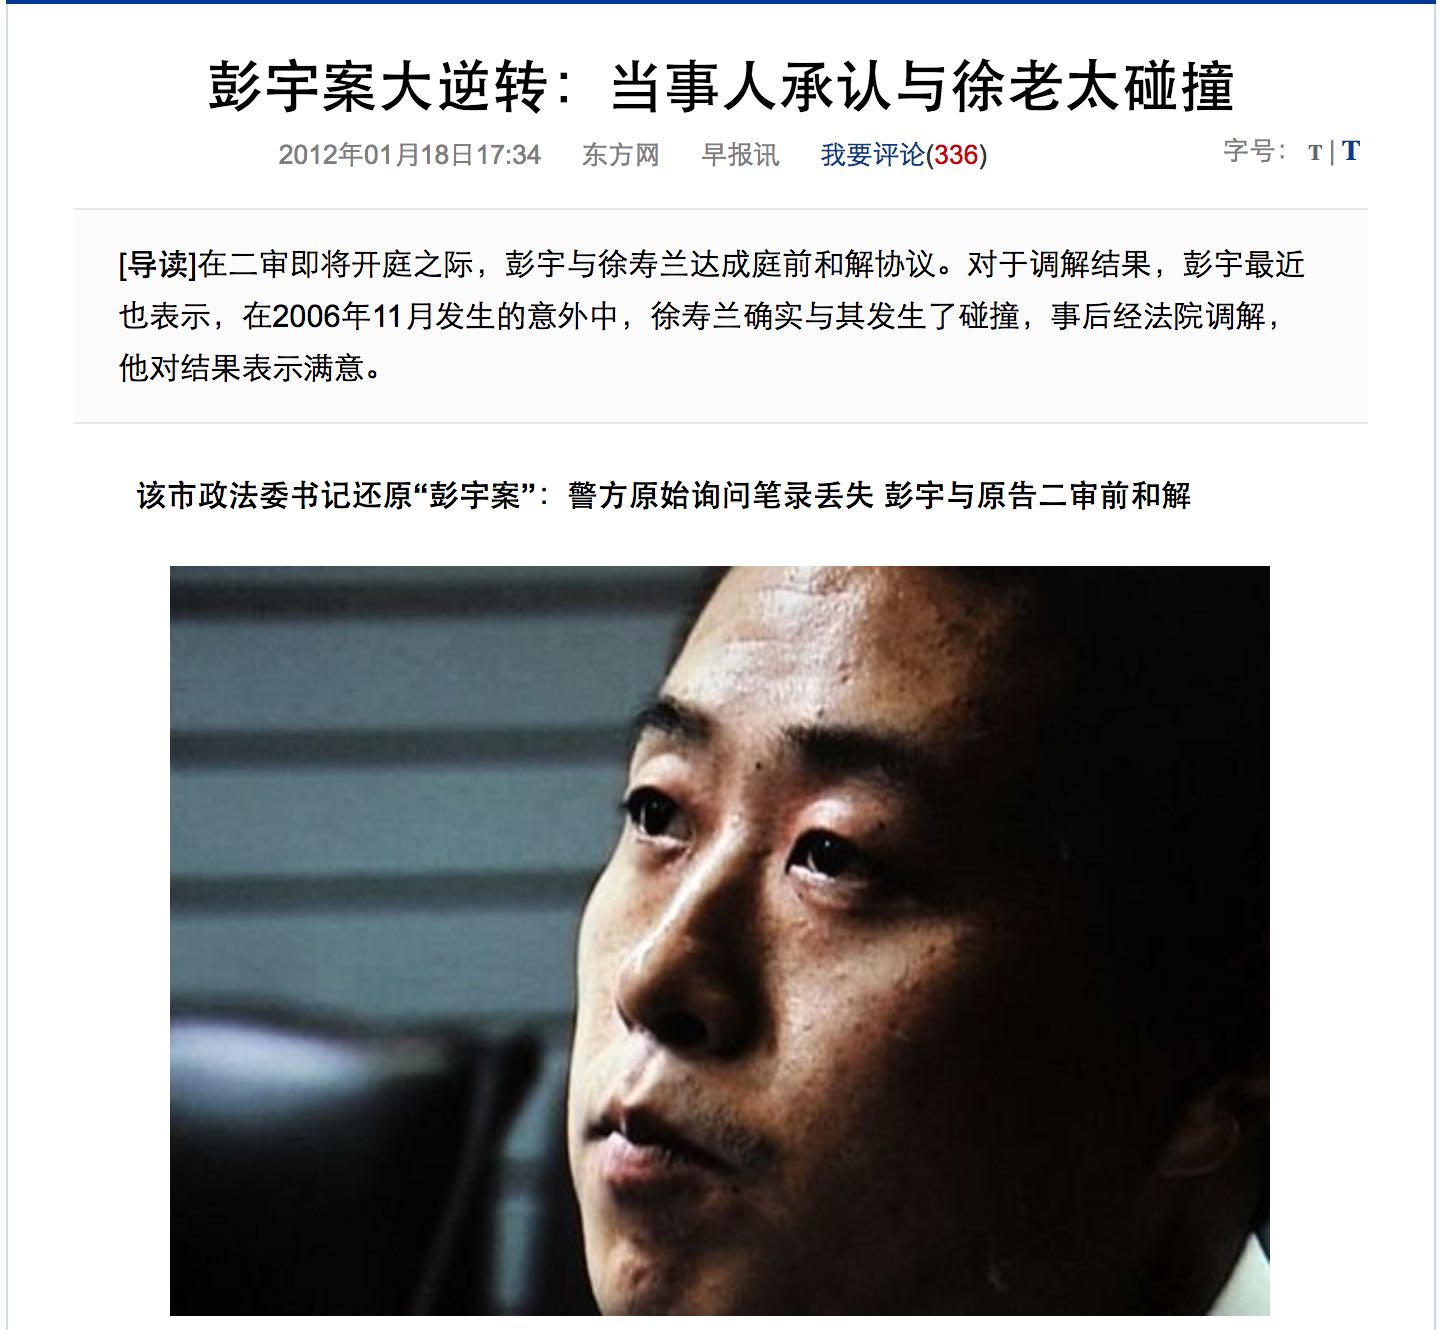 彭宇案大逆转：当事人承认与徐老太碰撞
2012年01月18日17:34 东方网 早报讯 我要评论(336) 字号：T|T
[导读]在二审即将开庭之际，彭宇与徐寿兰达成庭前和解协议。对于调解结果，彭宇最近
也表示，在2006年11月发生的意外中，徐寿兰确实与其发生了碰撞，事后经法院调解，
他对结果表示满意。
该市政法委书记还原“彭宇案”：警方原始询问笔录丢失 彭宇与原告二审前和解